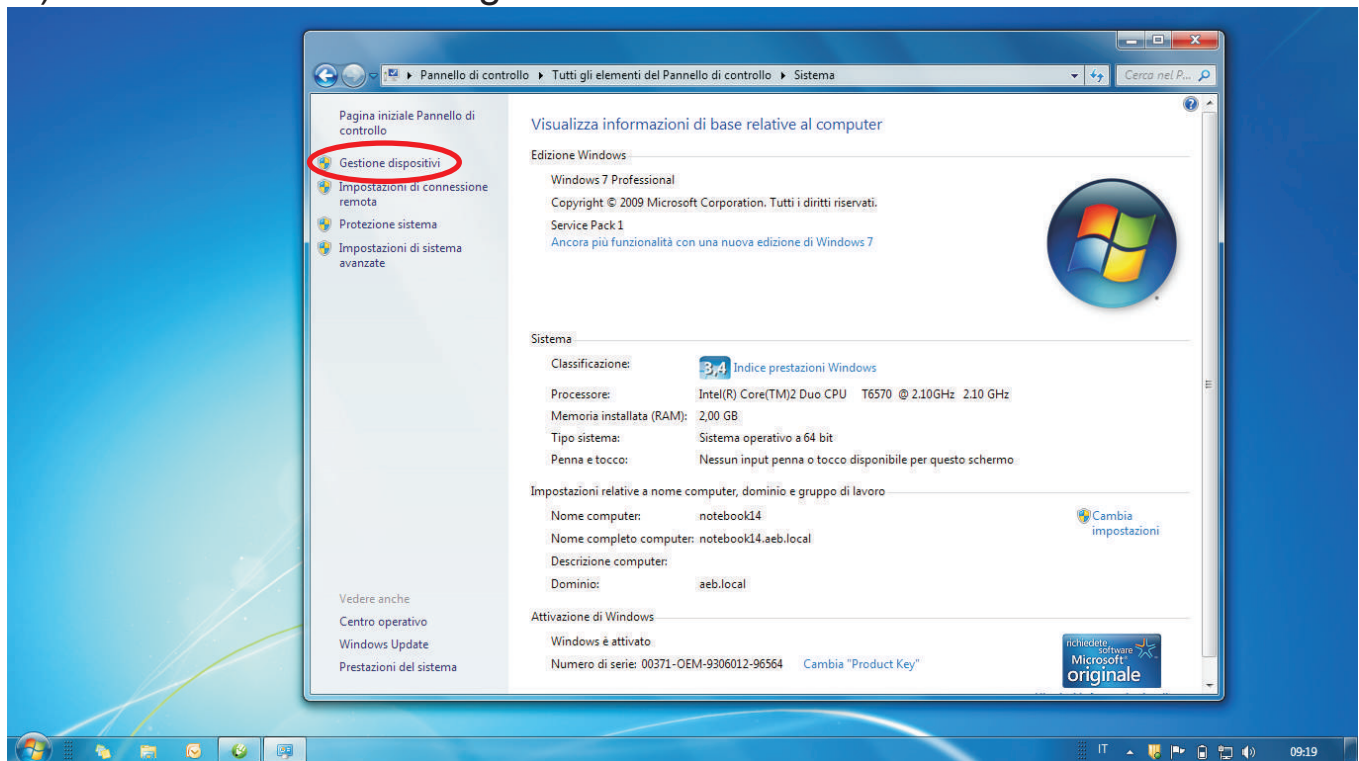 Pannello di controllo ▸ Tutti gli elementi del Pannello di controllo ▸ Sistema
Cerca nel P...
Pagina iniziale Pannello di
controllo
Gestione dispositivi
Impostazioni di connessione
remota
Protezione sistema
Impostazioni di sistema
avanzate
Visualizza informazioni di base relative al computer
Edizione Windows
Windows 7 Professional
Copyright © 2009 Microsoft Corporation. Tutti i diritti riservati.
Service Pack 1
Ancora più funzionalità con una nuova edizione di Windows 7
Sistema
Classificazione: 3,4 Indice prestazioni Windows
Processore: Intel(R) Core(TM)2 Duo CPU T6570 @ 2.10GHz 2.10 GHz
Memoria installata (RAM): 2,00 GB
Tipo sistema: Sistema operativo a 64 bit
Penna e tocco: Nessun input penna o tocco disponibile per questo schermo
Impostazioni relative a nome computer, dominio e gruppo di lavoro
Nome computer: notebook14
Cambia
impostazioni
Nome completo computer: notebook14.aeb.local
Descrizione computer:
Dominio: aeb.local
Attivazione di Windows
Windows è attivato
Numero di serie: 00371-OEM-9306012-96564 Cambia "Product Key"
richiedete
software
Microsoft
originale
Vedere anche
Centro operativo
Windows Update
Prestazioni del sistema
IT
09:19